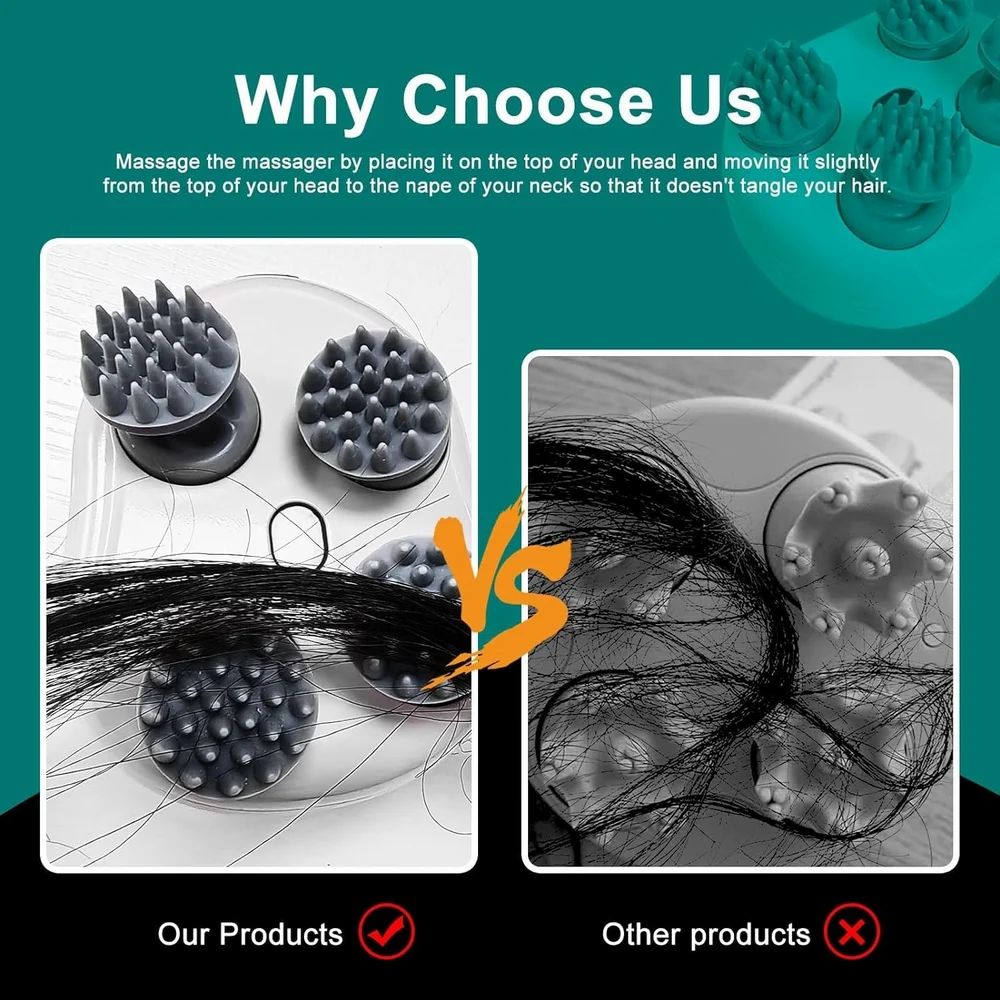 Why Choose Us
Massage the massager by placing it on the top of your head and moving it slightly
from the top of your head to the nape of your neck so that it doesn't tangle your hair.
VS
Our Products
Other products